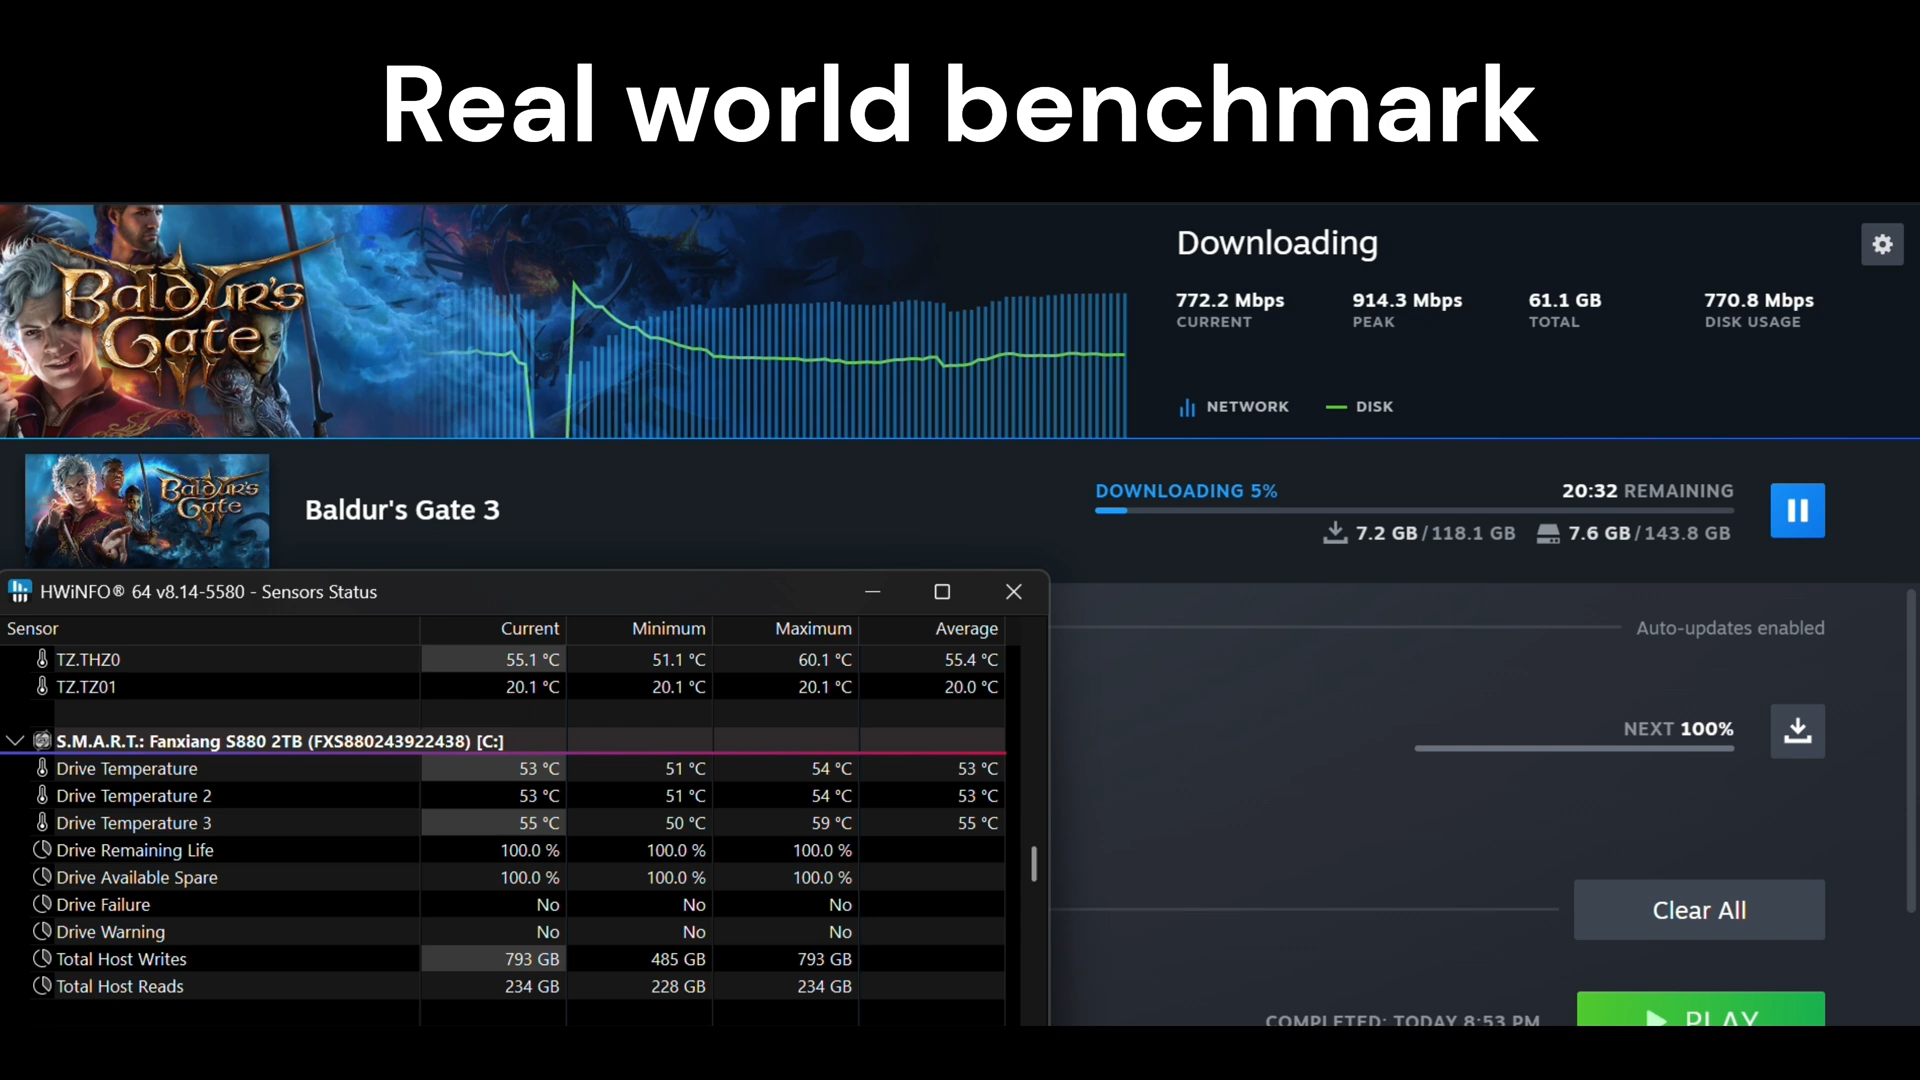 Real world benchmark
Baldur's
Gate
Downloading
772.2 Mbps 914.3 Mbps 61.1 GB 770.8 Mbps
CURRENT PEAK TOTAL DISK USAGE
NETWORK DISK
Baldur's
Gate
Baldur's Gate 3
DOWNLOADING 5% 20:32 REMAINING
7.2 GB/118.1 GB 7.6 GB/143.8 GB
HWiNFO® 64 v8.14-5580 - Sensors Status
Sensor Current Minimum Maximum Average
TZ.THZ0 55.1 °C 51.1 °C 60.1 °C 55.4 °C
TZ.TZ01 20.1 °C 20.1 °C 20.1 °C 20.0 °C
S.M.A.R.T.: Fanxiang S880 2TB (FXS880243922438) [C:]
Drive Temperature 53 °C 51 °C 54 °C 53 °C
Drive Temperature 2 53 °C 51 °C 54 °C 53 °C
Drive Temperature 3 55 °C 50 °C 59 °C 55 °C
Drive Remaining Life 100.0 % 100.0 % 100.0 %
Drive Available Spare 100.0 % 100.0 % 100.0 %
Drive Failure No No No
Drive Warning No No No
Total Host Writes 793 GB 485 GB 793 GB
Total Host Reads 234 GB 228 GB 234 GB
Auto-updates enabled
NEXT 100%
Clear All
COMPLETED: TODAY 8:53 PM
PLAY